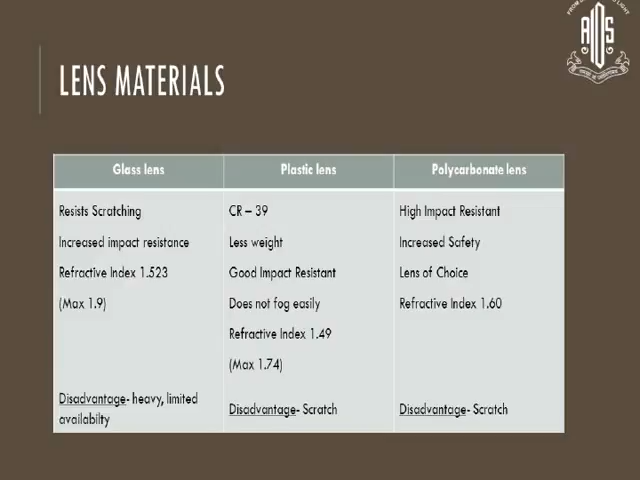 AIOS
LENS MATERIALS
Glass lens
Plastic lens
Polycarbonate lens
Resists Scratching
Increased impact resistance
Refractive Index 1.523
(Max 1.9)
Disadvantage- heavy, limited
availabilty
CR – 39
Less weight
Good Impact Resistant
Does not fog easily
Refractive Index 1.49
(Max 1.74)
Disadvantage- Scratch
High Impact Resistant
Increased Safety
Lens of Choice
Refractive Index 1.60
Disadvantage- Scratch